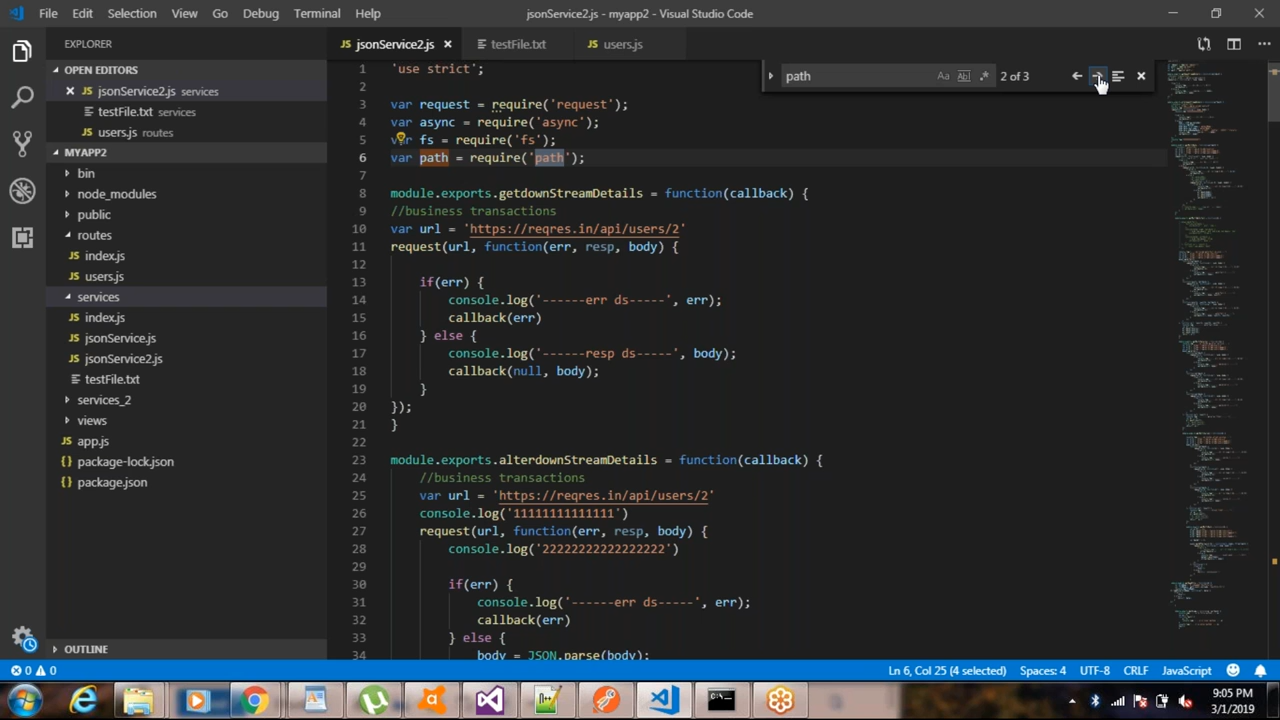 File Edit Selection View Go Debug Terminal Help
jsonService2.js - myapp2 - Visual Studio Code
EXPLORER
OPEN EDITORS
jsonService2.js services
testFile.txt services
users.js routes
MYAPP2
bin
node_modules
public
routes
index.js
users.js
services
index.js
jsonService.js
jsonService2.js
testFile.txt
services_2
views
app.js
package-lock.json
package.json
OUTLINE
jsonService2.js
testFile.txt
users.js
path
Aa Abl .*
2 of 3
1 'use strict';
2
3 var request = require('request');
4 var async = require('async');
5 var fs = require('fs');
6 var path = require('path');
7
8 module.exports.getdownStreamDetails = function(callback) {
9 //business transactions
10 var url = 'https://reqres.in/api/users/2'
11 request(url, function(err, resp, body) {
12
13 if(err) {
14 console.log('------err ds-----', err);
15 callback(err)
16 } else {
17 console.log('------resp ds-----', body);
18 callback(null, body);
19 }
20 });
21 }
22
23 module.exports.alterdownStreamDetails = function(callback) {
24 //business transactions
25 var url = 'https://reqres.in/api/users/2'
26 console.log('11111111111111')
27 request(url, function(err, resp, body) {
28 console.log('22222222222222222')
29
30 if(err) {
31 console.log('------err ds-----', err);
32 callback(err)
33 } else {
34 body = JSON.parse(body);
0 0
Ln 6, Col 25 (4 selected) Spaces: 4 UTF-8 CRLF JavaScript
9:05 PM
3/1/2019